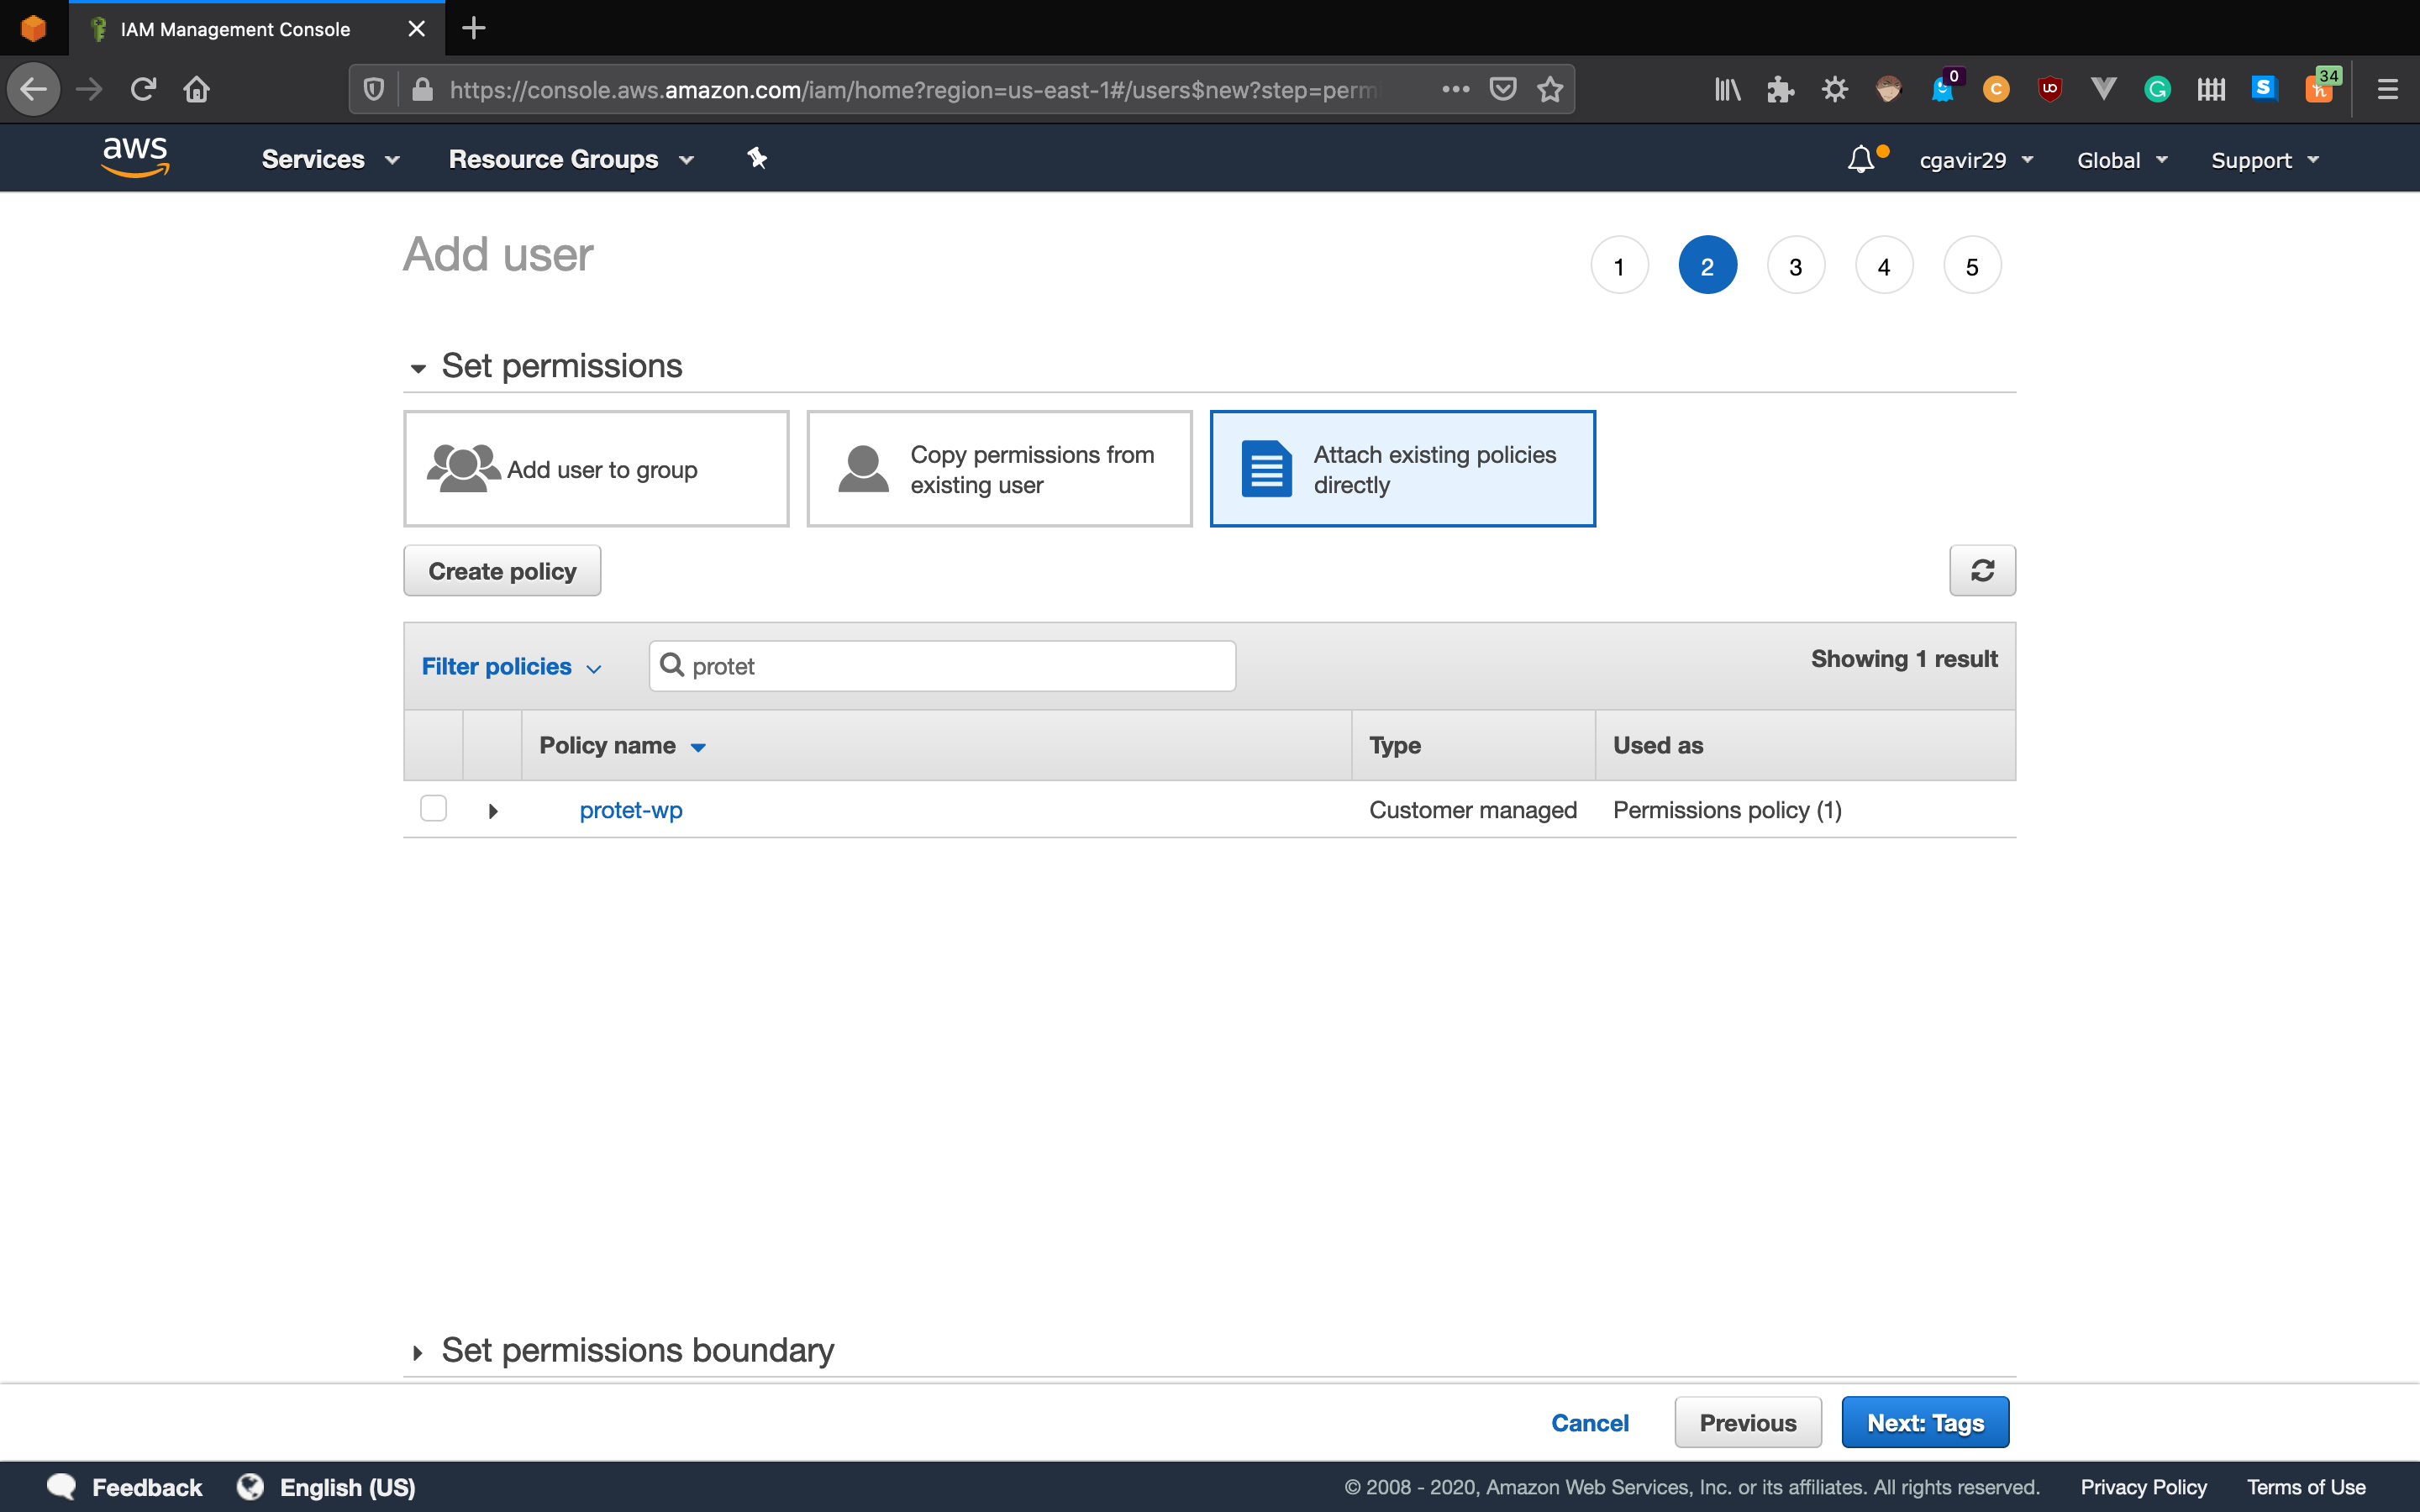 IAM Management Console
https://console.aws.amazon.com/iam/home?region=us-east-1#/users$new?step=perm
0
34
aws
Services
Resource Groups
cgavir29
Global
Support
Add user
1
2
3
4
5
Set permissions
Add user to group
Copy permissions from
existing user
Attach existing policies
directly
Create policy
Filter policies
protet
Showing 1 result
Policy name
Type
Used as
protet-wp
Customer managed
Permissions policy (1)
Set permissions boundary
Cancel
Previous
Next: Tags
Feedback
English (US)
© 2008 - 2020, Amazon Web Services, Inc. or its affiliates. All rights reserved.
Privacy Policy
Terms of Use